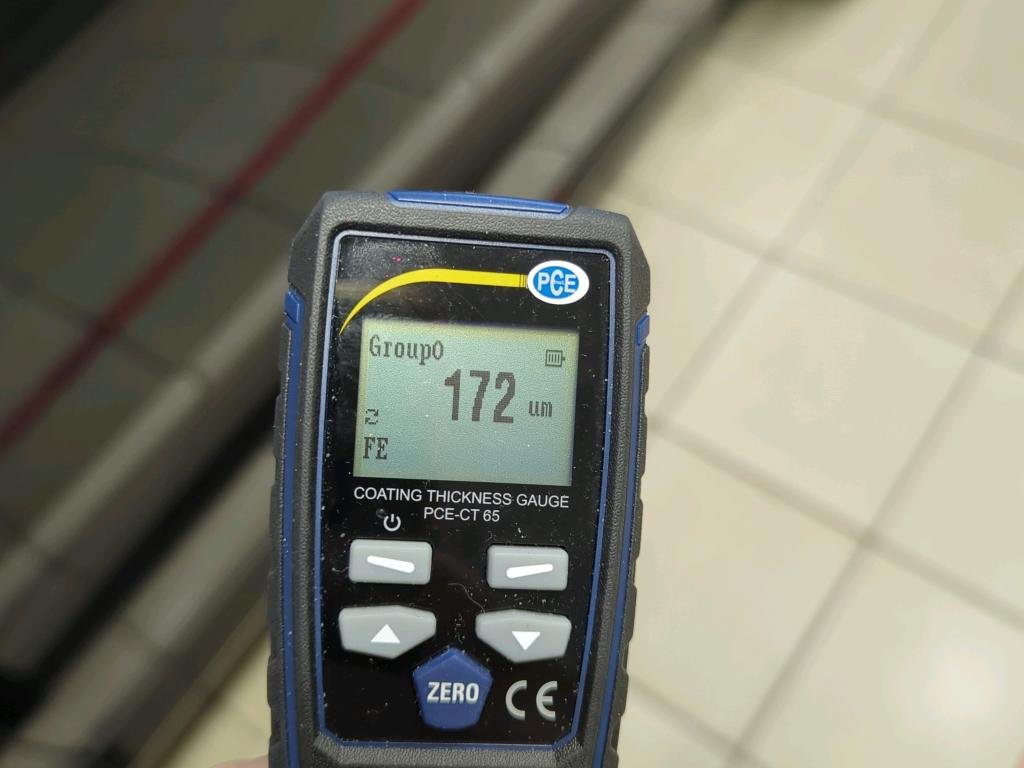 PCE
Group0
172 um
FE
COATING THICKNESS GAUGE
PCE-CT 65
ZERO
CE